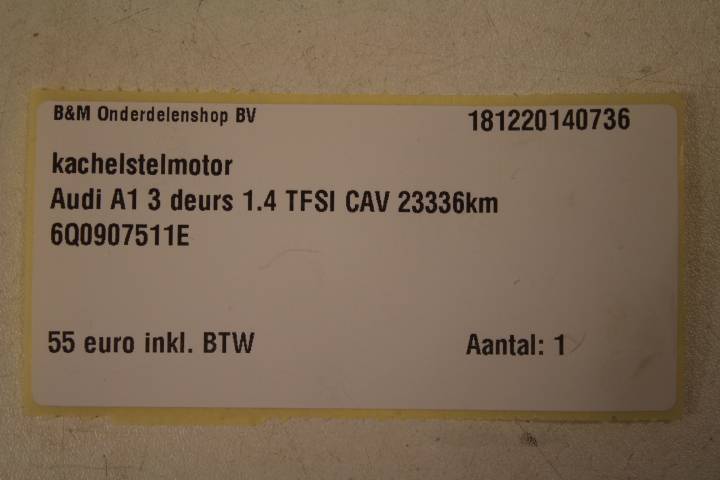 B&M Onderdelenshop BV 181220140736
kachelstelmotor
Audi A1 3 deurs 1.4 TFSI CAV 23336km
6Q0907511E
55 euro inkl. BTW Aantal: 1